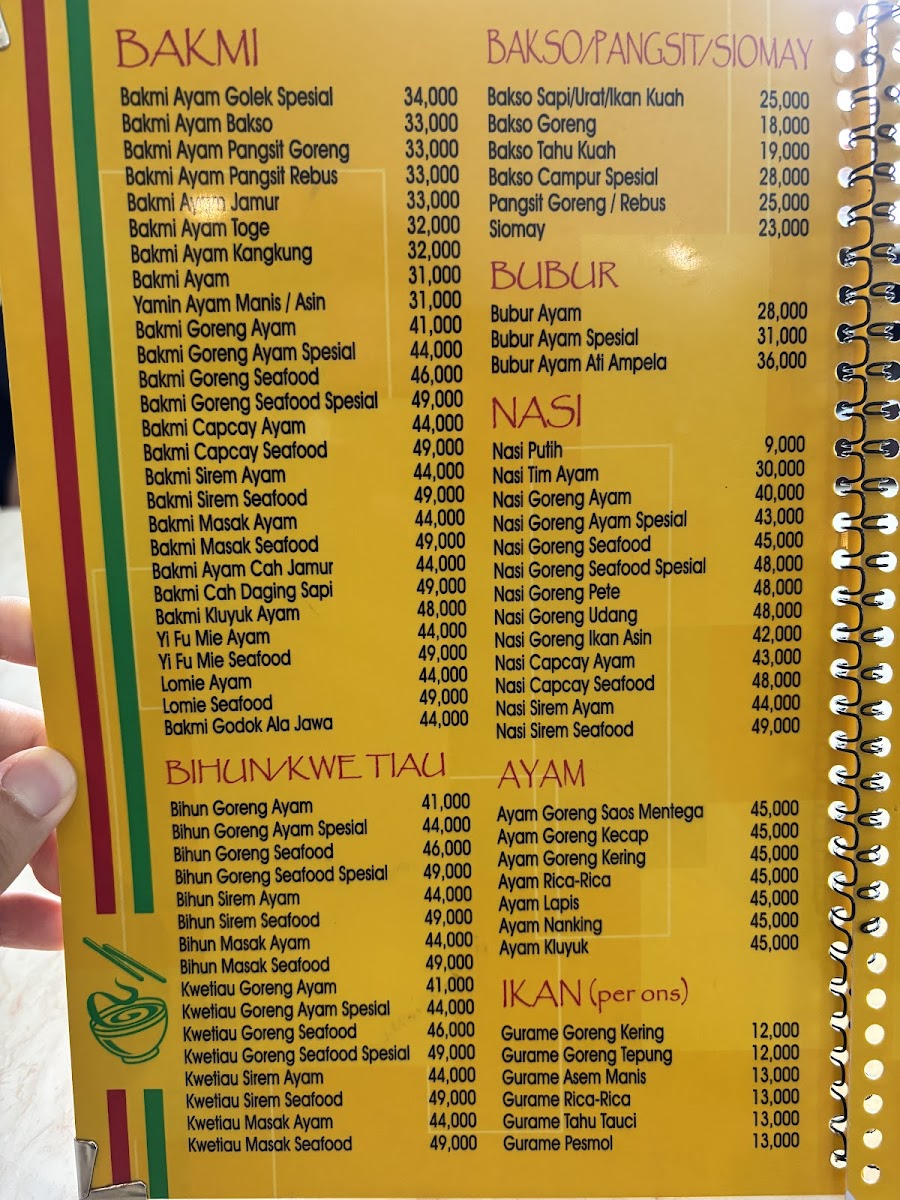 BAKMI
Bakmi Ayam Golek Spesial 34,000
Bakmi Ayam Bakso 33,000
Bakmi Ayam Pangsit Goreng 33,000
Bakmi Ayam Pangsit Rebus 33,000
Bakmi Ayam Jamur 33,000
Bakmi Ayam Toge 32,000
Bakmi Ayam Kangkung 32,000
Bakmi Ayam 31,000
Yamin Ayam Manis / Asin 31,000
Bakmi Goreng Ayam 41,000
Bakmi Goreng Ayam Spesial 44,000
Bakmi Goreng Seafood 46,000
Bakmi Goreng Seafood Spesial 49,000
Bakmi Capcay Ayam 44,000
Bakmi Capcay Seafood 49,000
Bakmi Sirem Ayam 44,000
Bakmi Sirem Seafood 49,000
Bakmi Masak Ayam 44,000
Bakmi Masak Seafood 49,000
Bakmi Ayam Cah Jamur 44,000
Bakmi Cah Daging Sapi 49,000
Bakmi Kluyuk Ayam 48,000
Yi Fu Mie Ayam 44,000
Yi Fu Mie Seafood 49,000
Lomie Ayam 44,000
Lomie Seafood 49,000
Bakmi Godok Ala Jawa 44,000
BIHUN/KWE TIAU
Bihun Goreng Ayam 41,000
Bihun Goreng Ayam Spesial 44,000
Bihun Goreng Seafood 46,000
Bihun Goreng Seafood Spesial 49,000
Bihun Sirem Ayam 44,000
Bihun Sirem Seafood 49,000
Bihun Masak Ayam 44,000
Bihun Masak Seafood 49,000
Kwetiau Goreng Ayam 41,000
Kwetiau Goreng Ayam Spesial 44,000
Kwetiau Goreng Seafood 46,000
Kwetiau Goreng Seafood Spesial 49,000
Kwetiau Sirem Ayam 44,000
Kwetiau Sirem Seafood 49,000
Kwetiau Masak Ayam 44,000
Kwetiau Masak Seafood 49,000
BAKSO/PANGSIT/SIOMAY
Bakso Sapi/Urat/Ikan Kuah 25,000
Bakso Goreng 18,000
Bakso Tahu Kuah 19,000
Bakso Campur Spesial 28,000
Pangsit Goreng / Rebus 25,000
Siomay 23,000
BUBUR
Bubur Ayam 28,000
Bubur Ayam Spesial 31,000
Bubur Ayam Ati Ampela 36,000
NASI
Nasi Putih 9,000
Nasi Tim Ayam 30,000
Nasi Goreng Ayam 40,000
Nasi Goreng Ayam Spesial 43,000
Nasi Goreng Seafood 45,000
Nasi Goreng Seafood Spesial 48,000
Nasi Goreng Pete 48,000
Nasi Goreng Udang 48,000
Nasi Goreng Ikan Asin 42,000
Nasi Capcay Ayam 43,000
Nasi Capcay Seafood 48,000
Nasi Sirem Ayam 44,000
Nasi Sirem Seafood 49,000
AYAM
Ayam Goreng Saos Mentega 45,000
Ayam Goreng Kecap 45,000
Ayam Goreng Kering 45,000
Ayam Rica-Rica 45,000
Ayam Lapis 45,000
Ayam Nanking 45,000
Ayam Kluyuk 45,000
IKAN (per ons)
Gurame Goreng Kering 12,000
Gurame Goreng Tepung 12,000
Gurame Asem Manis 13,000
Gurame Rica-Rica 13,000
Gurame Tahu Tauci 13,000
Gurame Pesmol 13,000